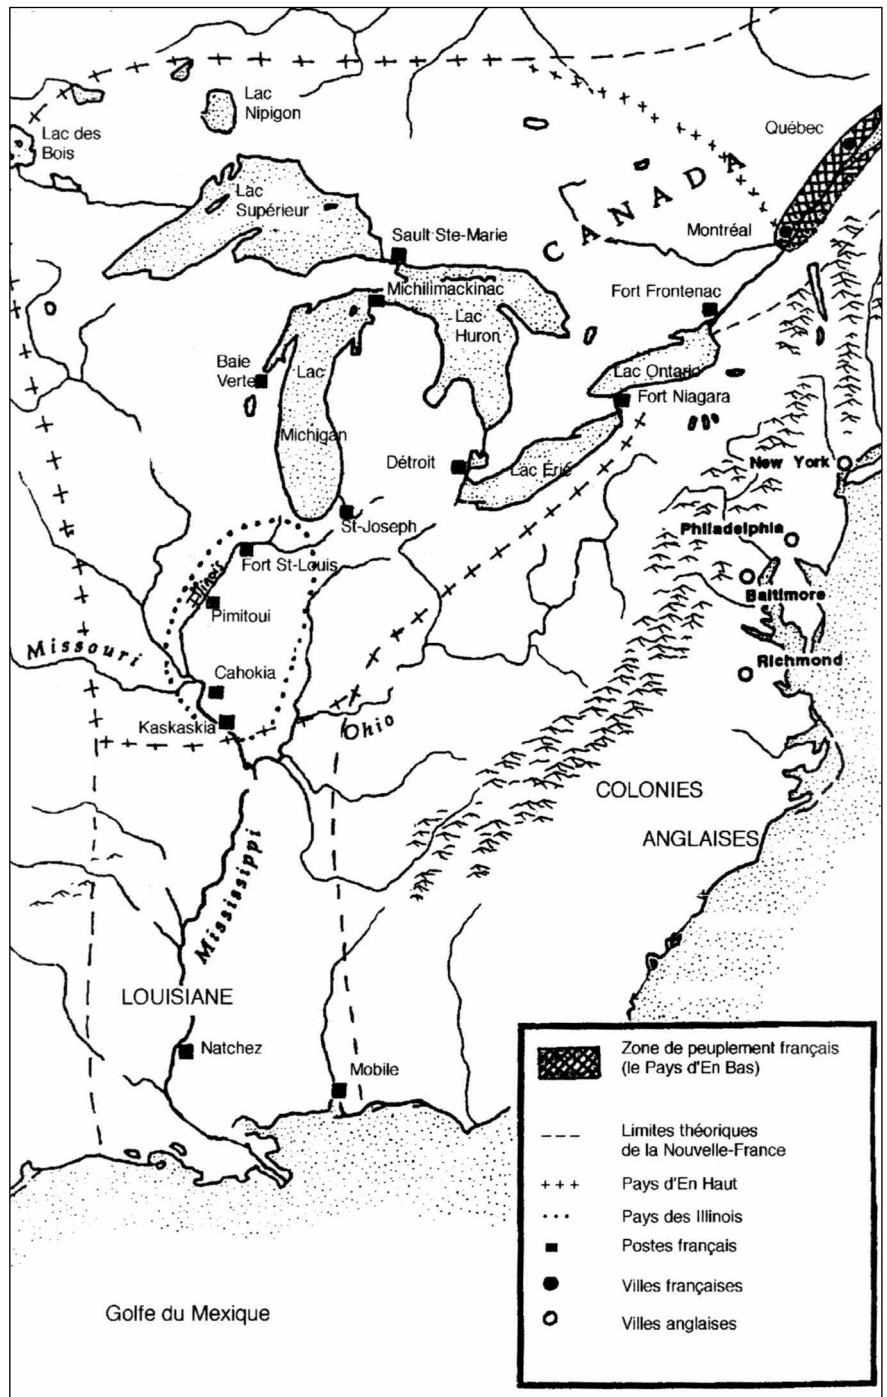 Lac
Nipigon
Lac des
Bois
Québec
CANADA
Lac
Supérieur
Montréal
Sault Ste-Marie
Michilimackinac
Fort Frontenac
Lac
Huron
Baie
Verte
Lac
Michigan
Lac Ontario
Fort Niagara
Détroit
Lac Érié
New York
St-Joseph
Philadelphia
Fort St-Louis
Illinois
Baltimore
Pimitoui
Missouri
Richmond
Cahokia
Kaskaskia
Ohio
COLONIES
ANGLAISES
Mississippi
LOUISIANE
Natchez
Mobile
Golfe du Mexique
Zone de peuplement français
(le Pays d'En Bas)
Limites théoriques
de la Nouvelle-France
Pays d'En Haut
Pays des Illinois
Postes français
Villes françaises
Villes anglaises